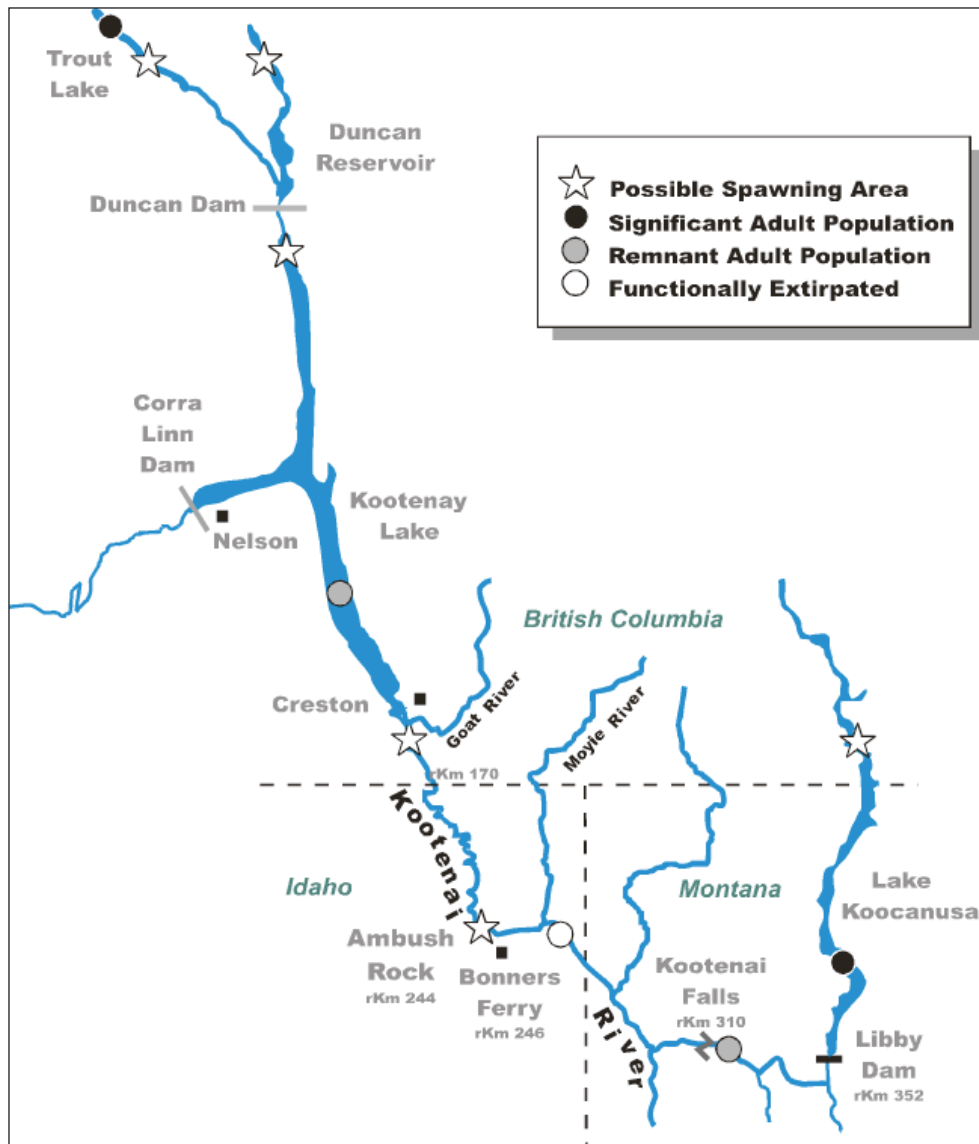 Trout
Lake
Duncan
Reservoir
Duncan Dam
Possible Spawning Area
Significant Adult Population
Remnant Adult Population
Functionally Extirpated
Corra
Linn
Dam
Nelson
Kootenay
Lake
British Columbia
Creston
Goat River
Moyie River
rKm 170
Kootenai
Idaho
Montana
Lake
Koocanusa
Ambush
Rock
rKm 244
Bonners
Ferry
rKm 246
Kootenai
Falls
rKm 310
River
Libby
Dam
rKm 352